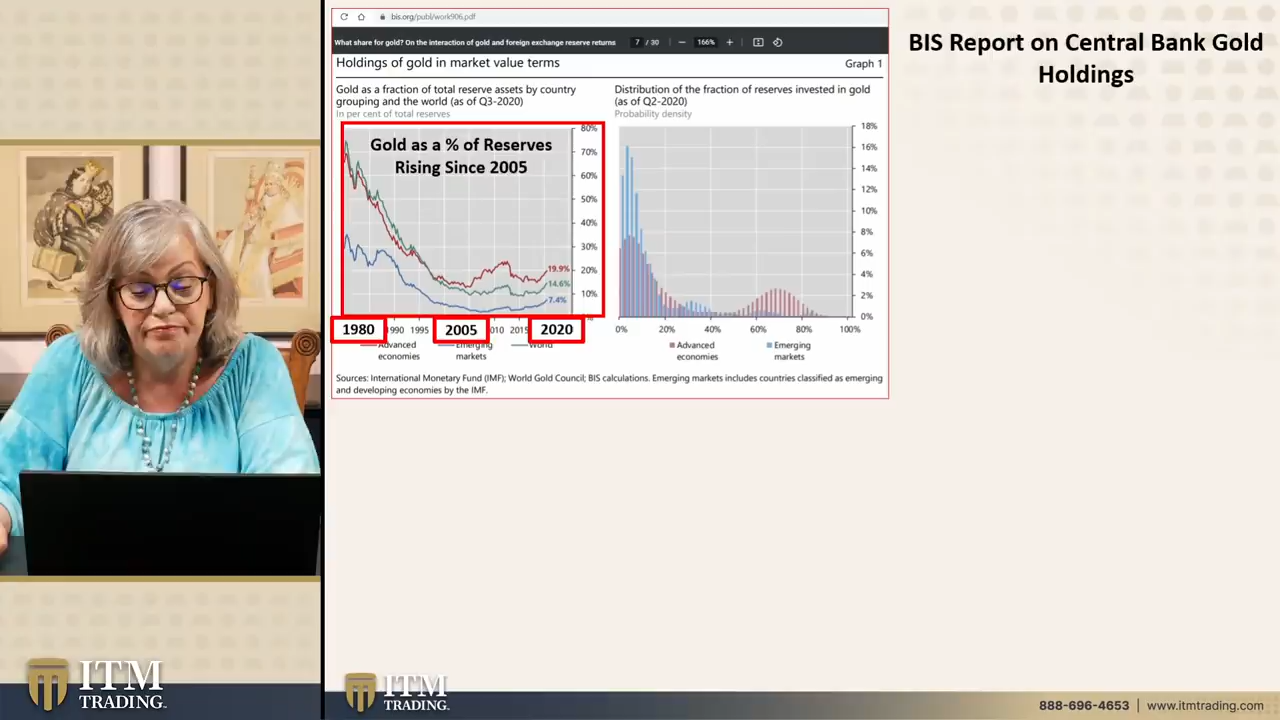 bis.org/publ/work906.pdf
What share for gold? On the interaction of gold and foreign exchange reserve returns
7 / 30
166%
Holdings of gold in market value terms
Graph 1
Gold as a fraction of total reserve assets by country
grouping and the world (as of Q3-2020)
In per cent of total reserves
Gold as a % of Reserves
Rising Since 2005
80%
70%
60%
50%
40%
30%
20%
10%
19.9%
14.6%
7.4%
1980
1995
2005
2020
Advanced
economies
Emerging
markets
World
Distribution of the fraction of reserves invested in gold
(as of Q2-2020)
Probability density
18%
16%
14%
12%
10%
8%
6%
4%
2%
0%
0%
20%
40%
60%
80%
100%
Advanced
economies
Emerging
markets
Sources: International Monetary Fund (IMF); World Gold Council; BIS calculations. Emerging markets includes countries classified as emerging
and developing economies by the IMF.
BIS Report on Central Bank Gold
Holdings
ITM
TRADING
ITM
TRADING
888-696-4653 | www.itmtrading.com